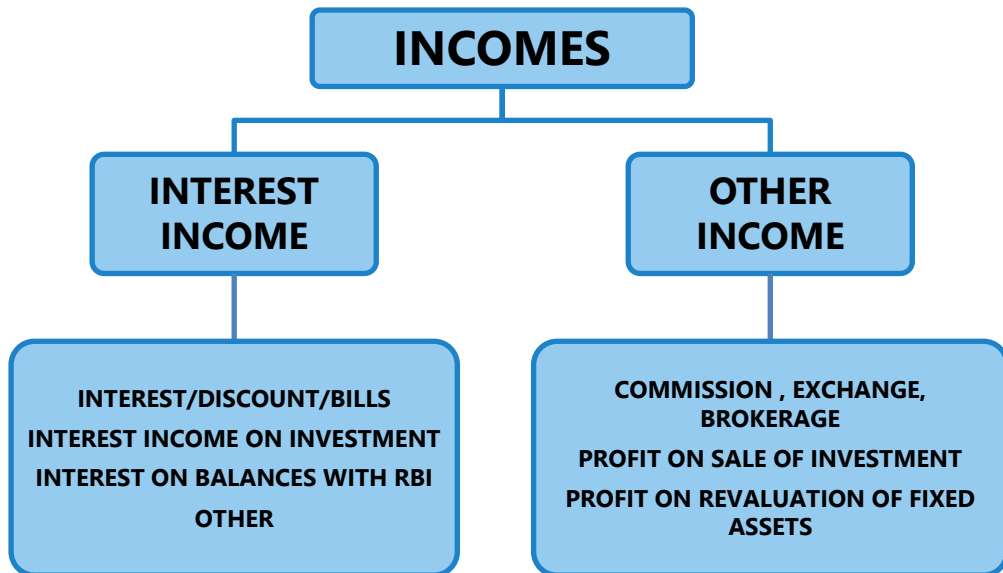 INCOMES
INTEREST
INCOME
OTHER
INCOME
INTEREST/DISCOUNT/BILLS
INTEREST INCOME ON INVESTMENT
INTEREST ON BALANCES WITH RBI
OTHER
COMMISSION , EXCHANGE,
BROKERAGE
PROFIT ON SALE OF INVESTMENT
PROFIT ON REVALUATION OF FIXED
ASSETS